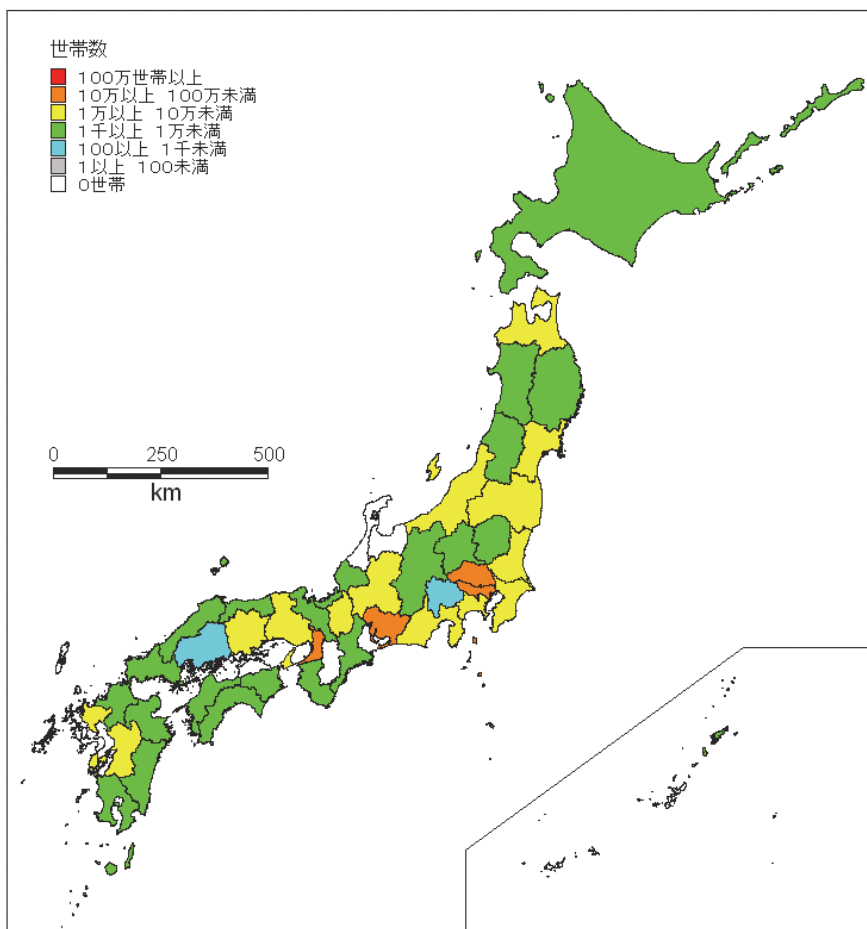 世帯数
100万世帯以上
10万以上 100万未満
1万以上 10万未満
1千以上 1万未満
100以上 1千未満
1以上 100未満
0世帯
0 250 500
km